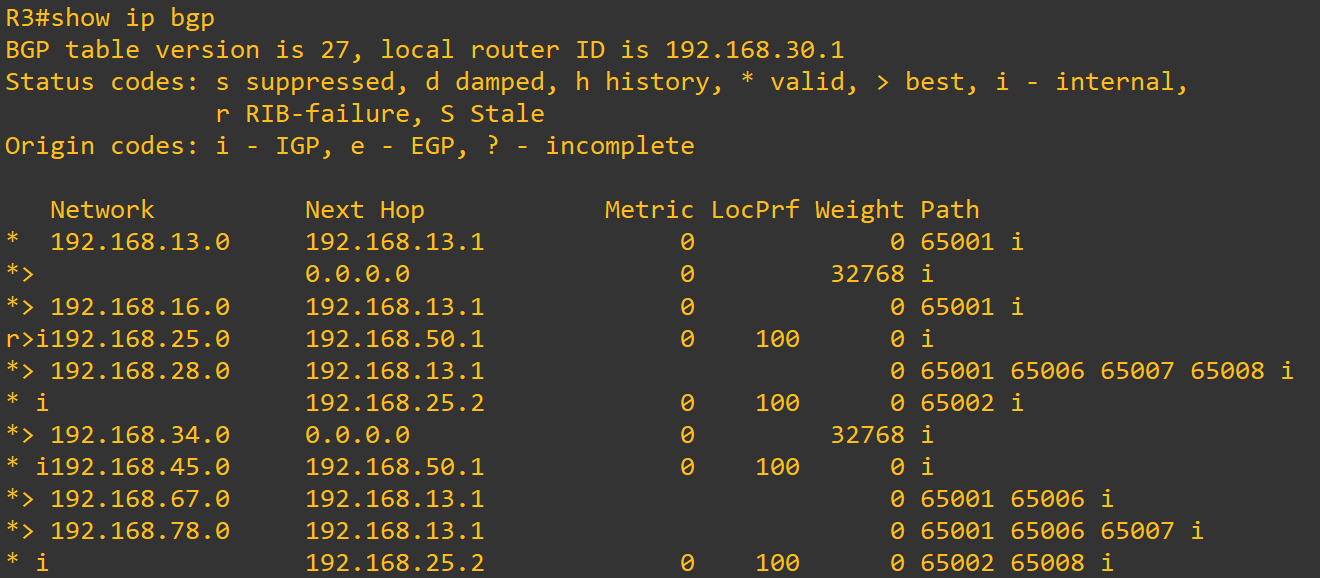 R3#show ip bgp
BGP table version is 27, local router ID is 192.168.30.1
Status codes: s suppressed, d damped, h history, * valid, > best, i - internal,
              r RIB-failure, S Stale
Origin codes: i - IGP, e - EGP, ? - incomplete

   Network          Next Hop            Metric LocPrf Weight Path
*  192.168.13.0     192.168.13.1             0             0 65001 i
*>                  0.0.0.0                  0         32768 i
*> 192.168.16.0     192.168.13.1             0             0 65001 i
r>i192.168.25.0     192.168.50.1             0    100      0 i
*> 192.168.28.0     192.168.13.1                           0 65001 65006 65007 65008 i
* i                 192.168.25.2             0    100      0 65002 i
*> 192.168.34.0     0.0.0.0                  0         32768 i
* i192.168.45.0     192.168.50.1             0    100      0 i
*> 192.168.67.0     192.168.13.1                           0 65001 65006 i
*> 192.168.78.0     192.168.13.1                           0 65001 65006 65007 i
* i                 192.168.25.2             0    100      0 65002 65008 i